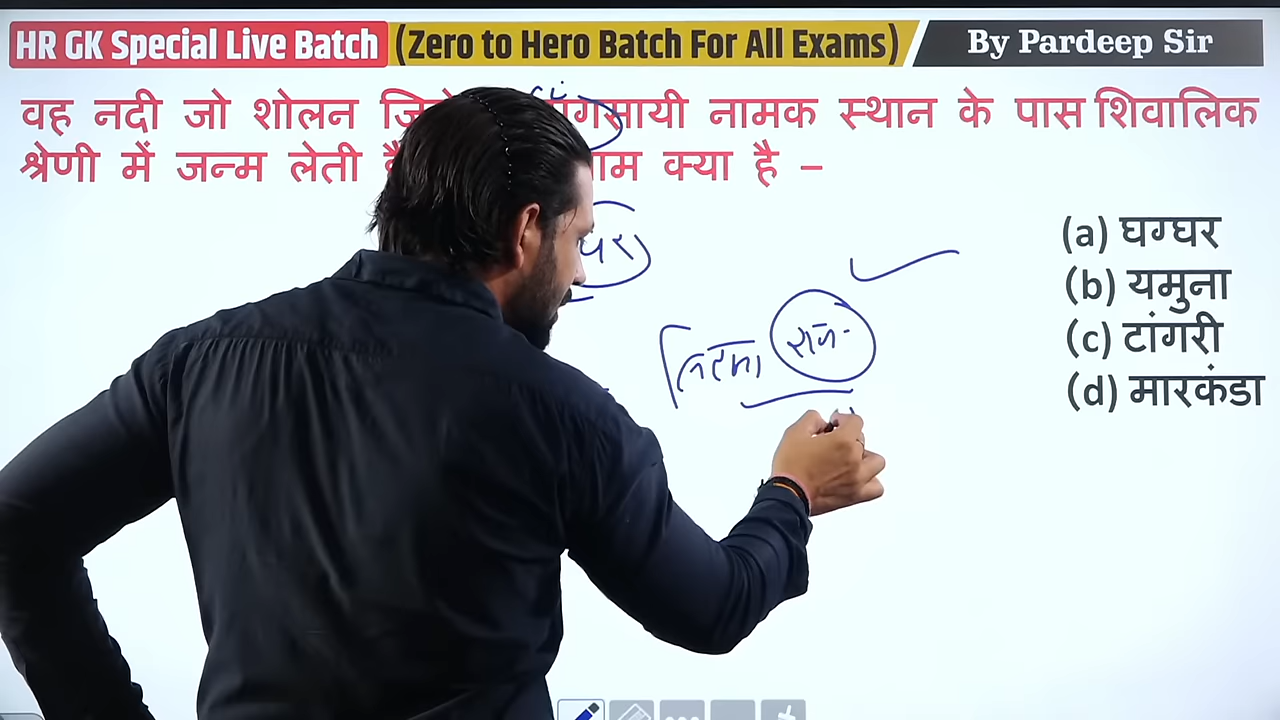 HR GK Special Live Batch (Zero to Hero Batch For All Exams) By Pardeep Sir
वह नदी जो शोलन नामक स्थान के पास शिवालिक
श्रेणी में जन्म लेती क्या है –
(a) घग्घर
(b) यमुना
(c) टांगरी
(d) मारकंडा